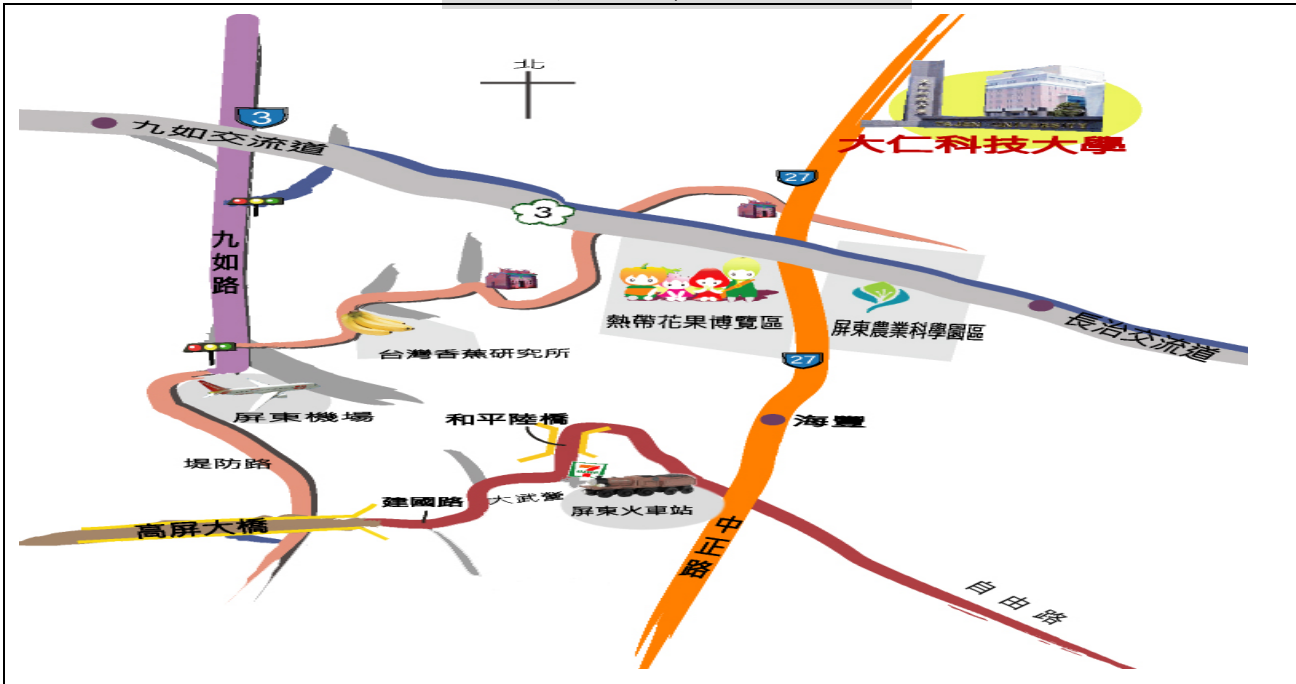 北
3
九如交流道
27
大仁科技大學
3
九如路
熱帶花果博覽區
屏東農業科學園區
長治交流道
台灣香蕉研究所
27
屏東機場
和平陸橋
海豐
堤防路
7
建國路
大武營
屏東火車站
高屏大橋
中正路
自由路